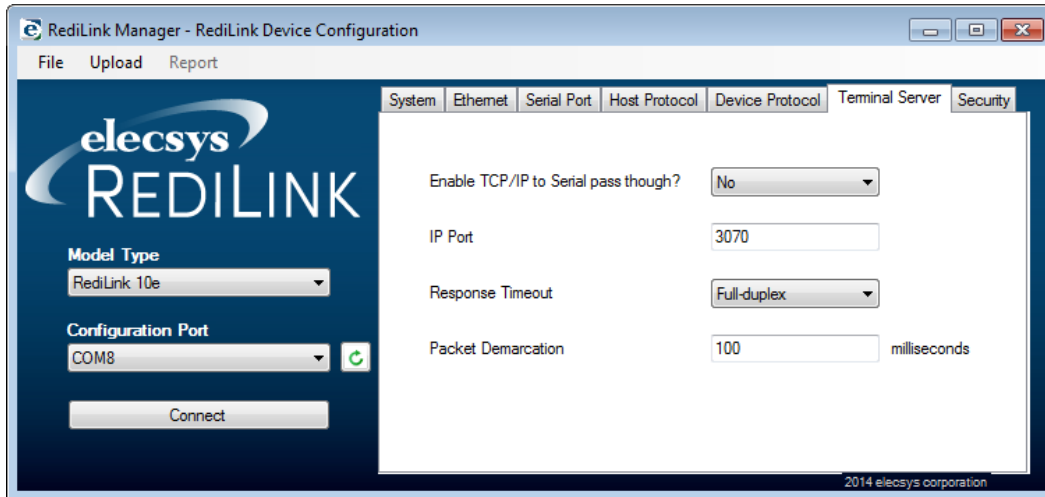 RediLink Manager - RediLink Device Configuration
File Upload Report
System Ethernet Serial Port Host Protocol Device Protocol Terminal Server Security
elecsys
REDILINK
Model Type
RediLink 10e
Configuration Port
COM8
Connect
Enable TCP/IP to Serial pass though? No
IP Port 3070
Response Timeout Full-duplex
Packet Demarcation 100 milliseconds
2014 elecsys corporation